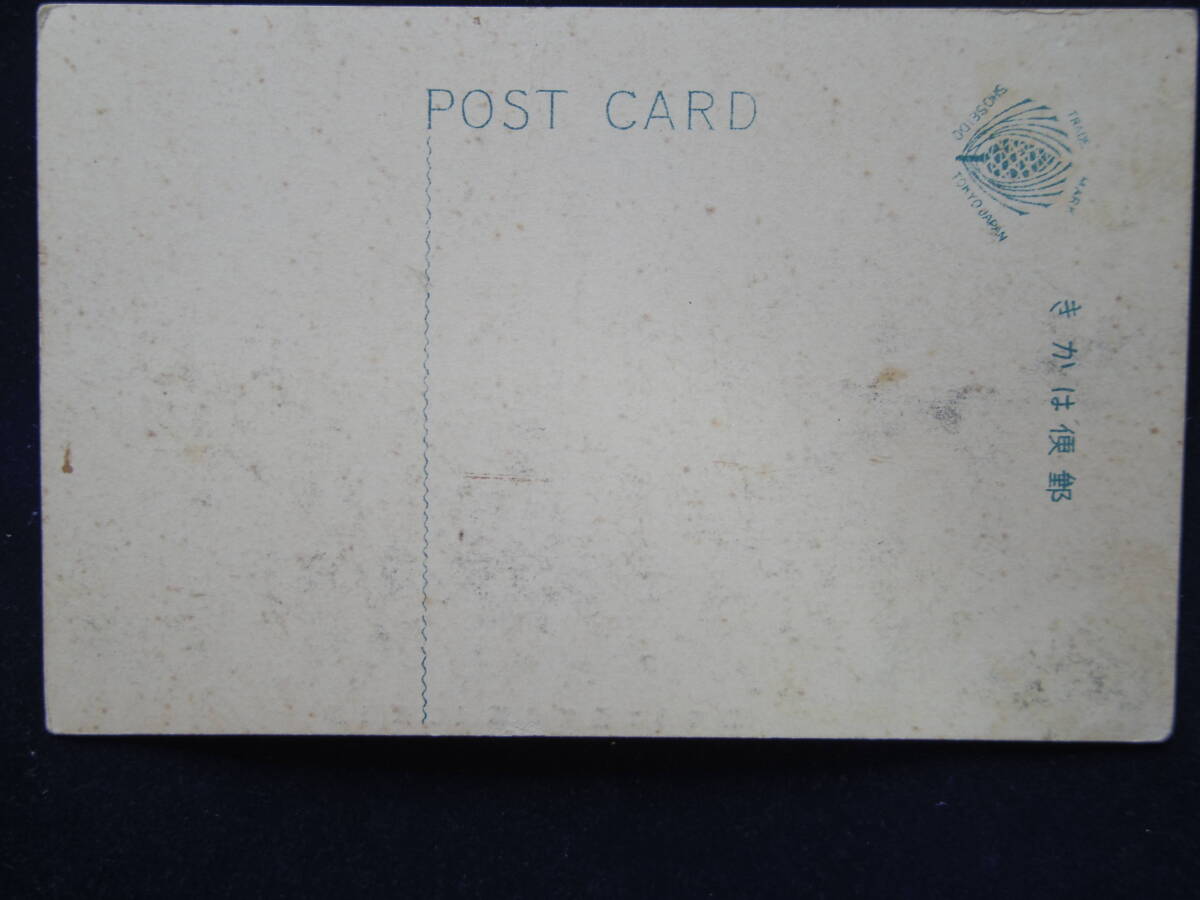 POST CARD
TRADE MARK
SHOSEIDO
TOKYO JAPAN
きかは便郵